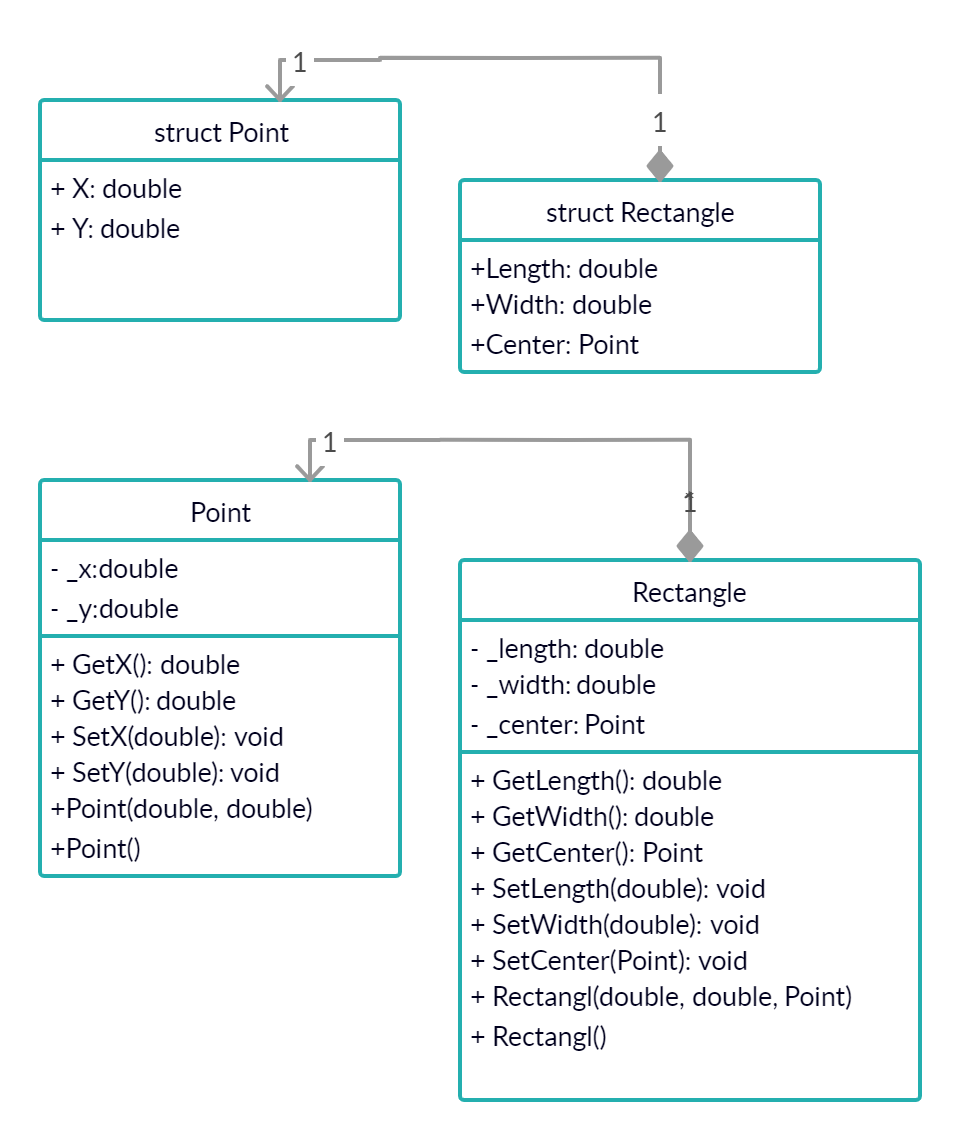 1
1
struct Point
+ X: double
+ Y: double
struct Rectangle
+Length: double
+Width: double
+Center: Point
1
1
Point
- _x:double
- _y:double
+ GetX(): double
+ GetY(): double
+ SetX(double): void
+ SetY(double): void
+Point(double, double)
+Point()
Rectangle
- _length: double
- _width: double
- _center: Point
+ GetLength(): double
+ GetWidth(): double
+ GetCenter(): Point
+ SetLength(double): void
+ SetWidth(double): void
+ SetCenter(Point): void
+ Rectangl(double, double, Point)
+ Rectangl()